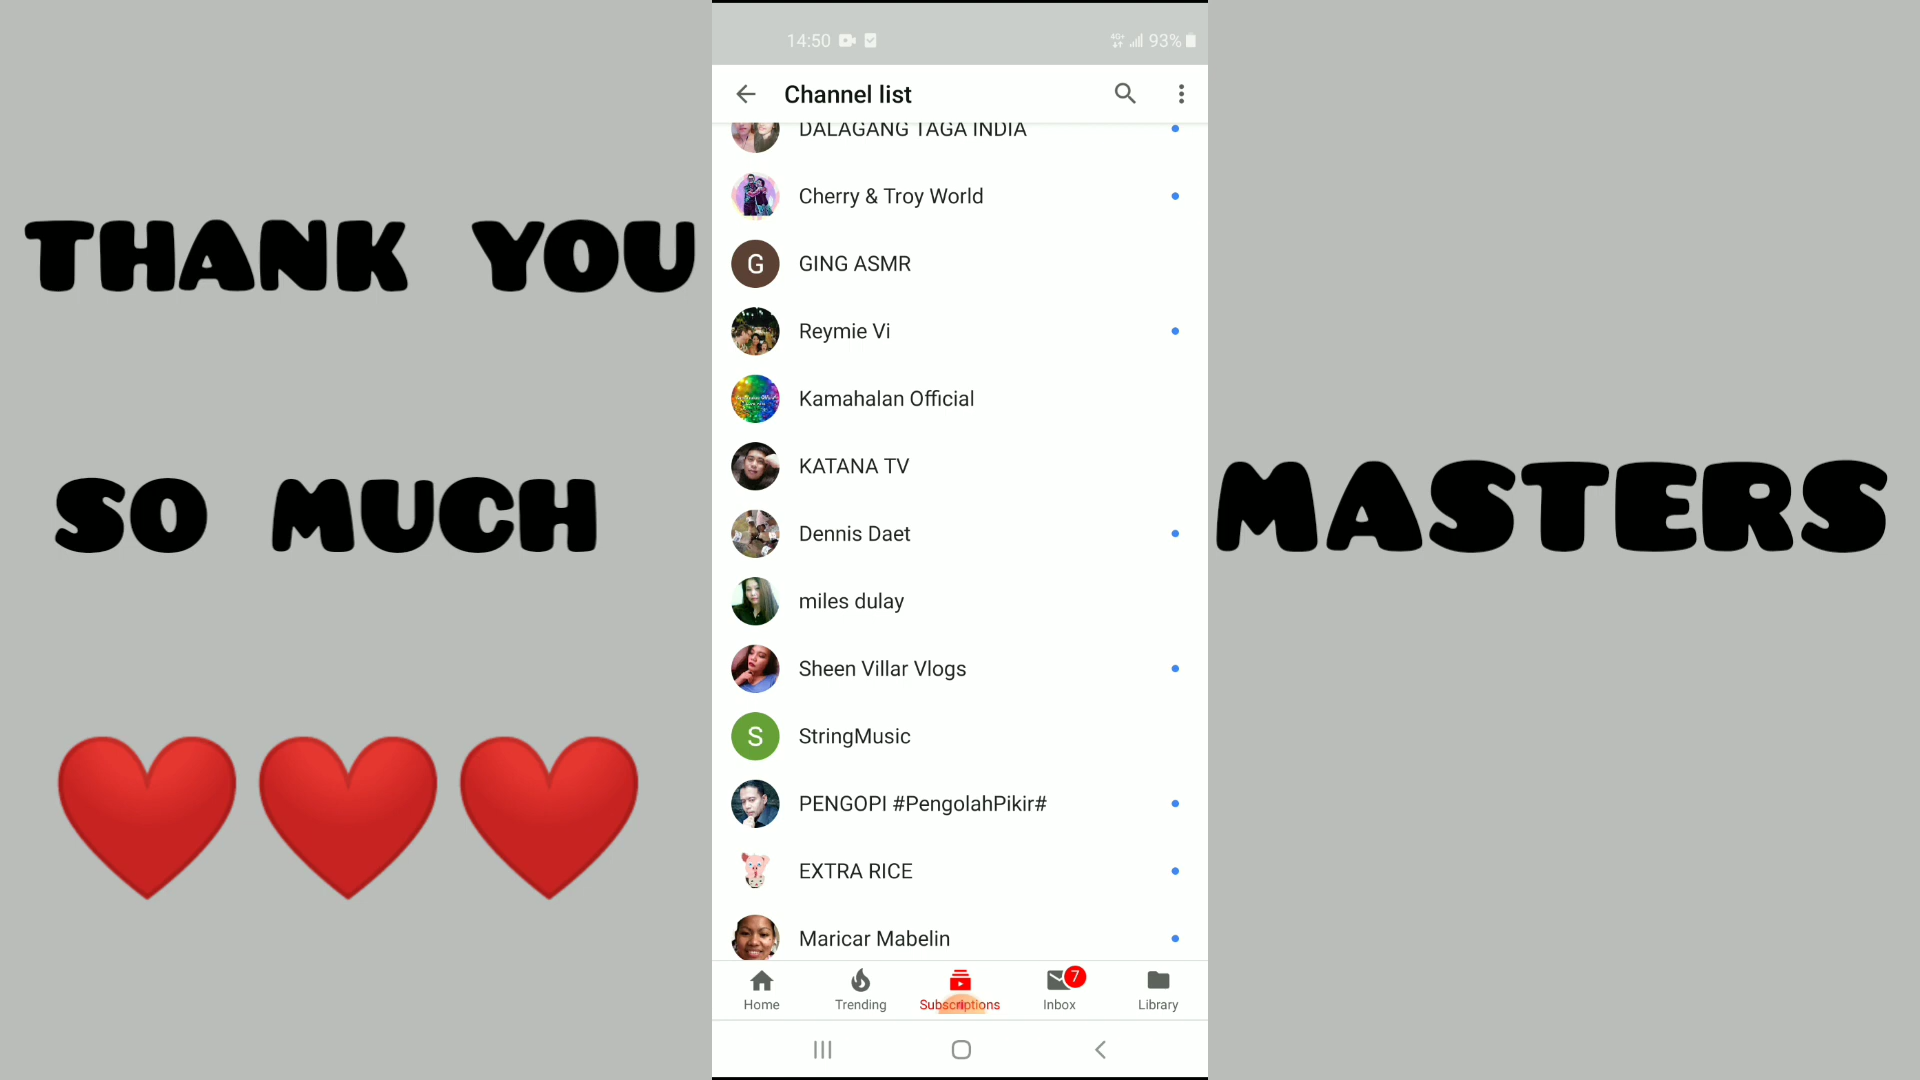 THANK YOU
SO MUCH
14:50
4G+ 93%
Channel list
DALAGANG TAGA INDIA
Cherry & Troy World
G
GING ASMR
Reymie Vi
Kamahalan Official
KATANA TV
Dennis Daet
miles dulay
Sheen Villar Vlogs
S
StringMusic
PENGOPI #PengolahPikir#
EXTRA RICE
Maricar Mabelin
7
Home
Trending
Subscriptions
Inbox
Library
MASTERS